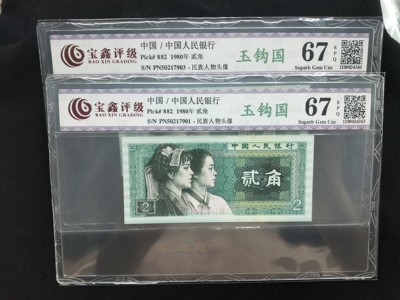 宝鑫评级
BAO XIN GRADING
中国 / 中国人民银行
Pick# 882 1980年 贰角
S/N PN50217903 - 民族人物头像
玉钩国
67 EPQ
Superb Gem Unc
宝鑫评级
BAO XIN GRADING
中国 / 中国人民银行
Pick# 882 1980年 贰角
S/N PN50217901 - 民族人物头像
玉钩国
67 EPQ
Superb Gem Unc
中国人民银行
贰角
2
2